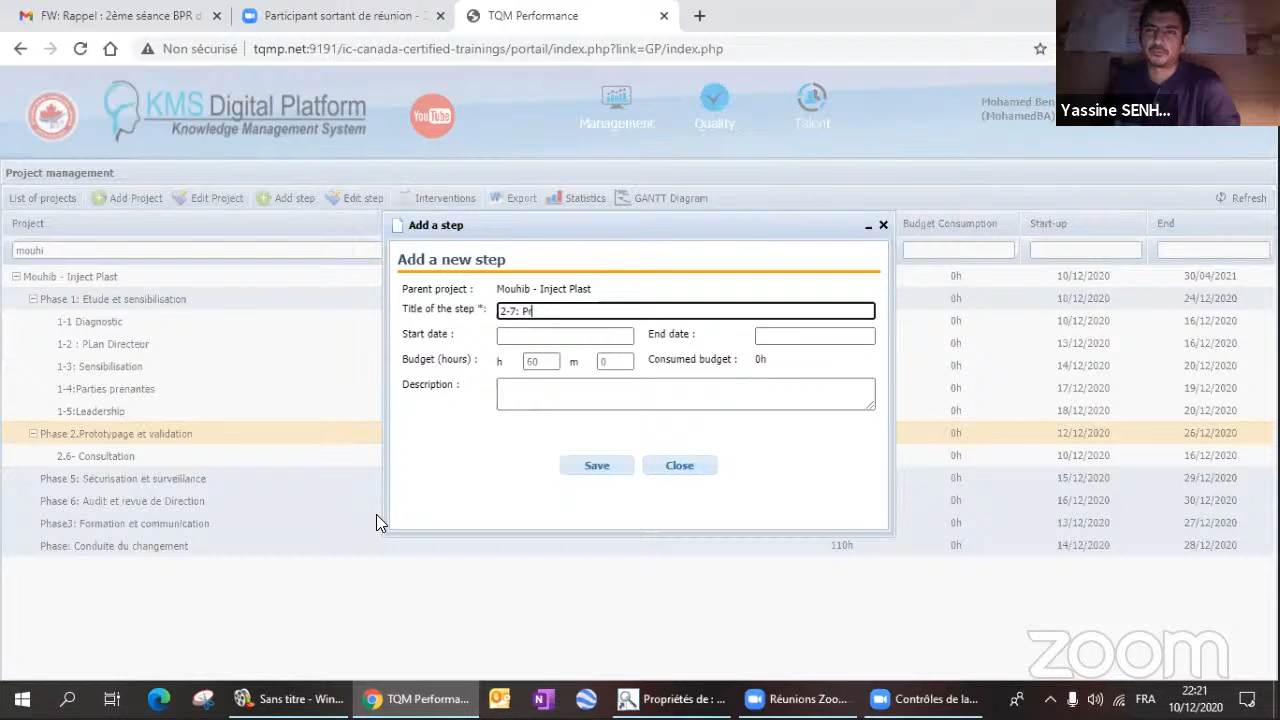 FW: Rappel : 2ème séance BPR d
Participant sortant de réunion - Z
TQM Performance
Non sécurisé
tqmp.net:9191/ic-canada-certified-trainings/portal/index.php?link=GP/index.php
KMS Digital Platform
Knowledge Management System
YouTube
Management
Quality
Talent
Mohamed Ben
(MohamedBA)
Yassine SENH...
Project management
List of projects
Add Project
Edit Project
Add step
Edit step
Interventions
Export
Statistics
GANTT Diagram
Refresh
Project
Budget Consumption
Start-up
End
mouhi
Mouhib - Inject Plast
0h 10/12/2020 30/04/2021
Phase 1: Etude et sensibilisation
0h 10/12/2020 24/12/2020
1-1 Diagnostic
0h 10/12/2020 16/12/2020
1-2 : PLan Directeur
0h 13/12/2020 16/12/2020
1-3: Sensibilisation
0h 14/12/2020 20/12/2020
1-4:Parties prenantes
0h 17/12/2020 19/12/2020
1-5:Leadership
0h 18/12/2020 20/12/2020
Phase 2.Prototypage et validation
0h 12/12/2020 26/12/2020
2.6- Consultation
0h 10/12/2020 16/12/2020
Phase 5: Sécurisation et surveillance
0h 15/12/2020 29/12/2020
Phase 6: Audit et revue de Direction
0h 16/12/2020 30/12/2020
Phase3: Formation et communication
0h 13/12/2020 27/12/2020
Phase: Conduite du changement
110h 0h 14/12/2020 28/12/2020
Add a step
Add a new step
Parent project : Mouhib - Inject Plast
Title of the step *: 2-7: Pr
Start date :
End date :
Budget (hours) : h 60 m 0
Consumed budget : 0h
Description :
Save
Close
zoom
Sans titre - Win...
TQM Performa...
Propriétés de : ...
Réunions Zoo...
Contrôles de la...
FRA
22:21
10/12/2020